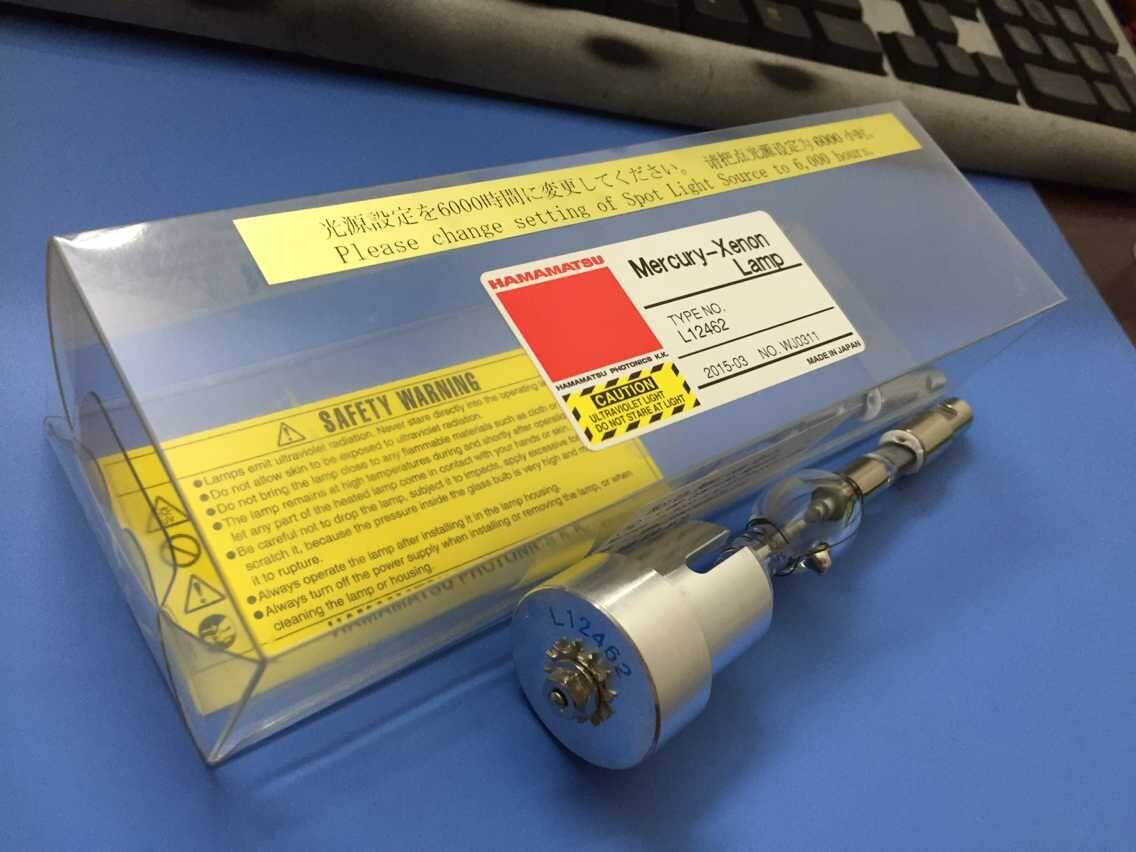 光源設定を6000時間に変更してください。 请把点光源设定为6000小时.
Please change setting of Spot Light Source to 6,000 hours.
HAMAMATSU
HAMAMATSU PHOTONICS K.K.
CAUTION
ULTRAVIOLET LIGHT
DO NOT STARE AT LIGHT
Mercury-Xenon
Lamp
TYPE NO.
L12462
2015-03 NO. WJ0311
MADE IN JAPAN
SAFETY WARNING
●Lamps emit ultraviolet radiation. Never stare directly into the operating
●Do not allow skin to be exposed to ultraviolet radiation.
●Do not bring the lamp close to any flammable materials such as cloth or
●The lamp remains at high temperatures during and shortly after operation
let any part of the heated lamp come in contact with your hands or skin
●Be careful not to drop the lamp, subject it to impacts, apply excessive
scratch it, because the pressure inside the glass bulb is very high and
it to rupture.
●Always operate the lamp after installing it in the lamp housing.
●Always turn off the power supply when installing or removing the lamp, or when
cleaning the lamp or housing.
HAMAMATSU PHOTONICS K.K.
L12462